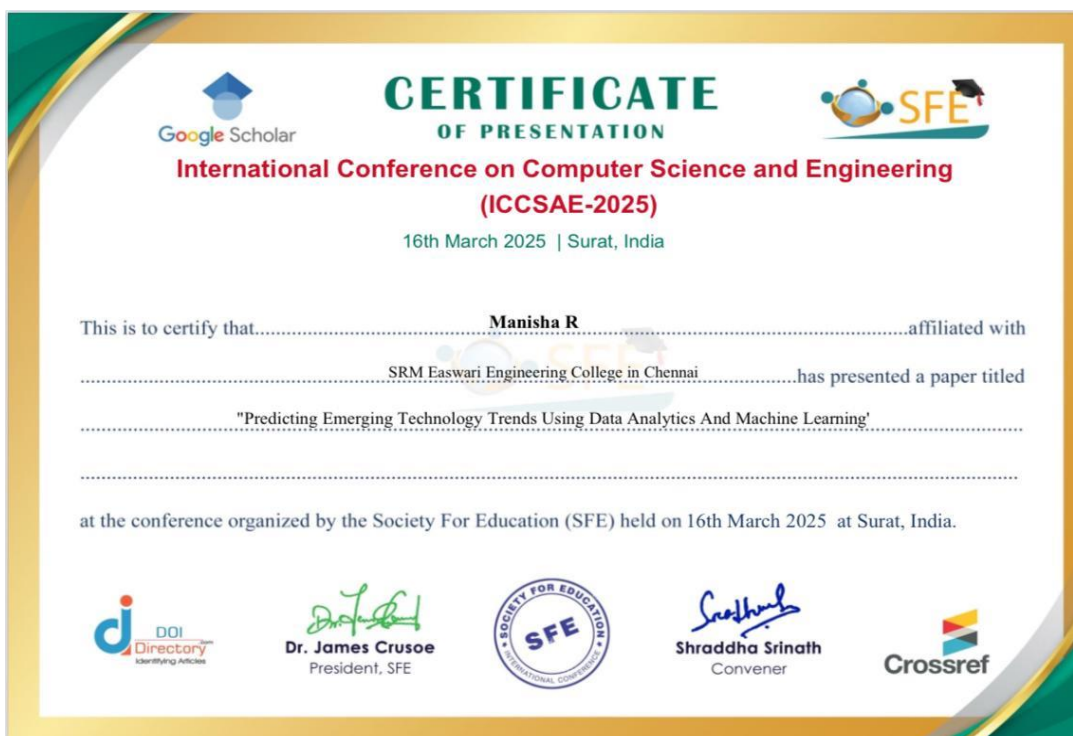 Google Scholar
CERTIFICATE
OF PRESENTATION
SFE
International Conference on Computer Science and Engineering
(ICCSAE-2025)
16th March 2025 | Surat, India
This is to certify that Manisha R affiliated with
SFE
SRM Easwari Engineering College in Chennai has presented a paper titled
"Predicting Emerging Technology Trends Using Data Analytics And Machine Learning'
at the conference organized by the Society For Education (SFE) held on 16th March 2025 at Surat, India.
DOI
Directory.com
Identifying Articles
Dr. James Crusoe
President, SFE
SOCIETY FOR EDUCATION
SFE
INTERNATIONAL CONFERENCE
Shraddha Srinath
Convener
Crossref